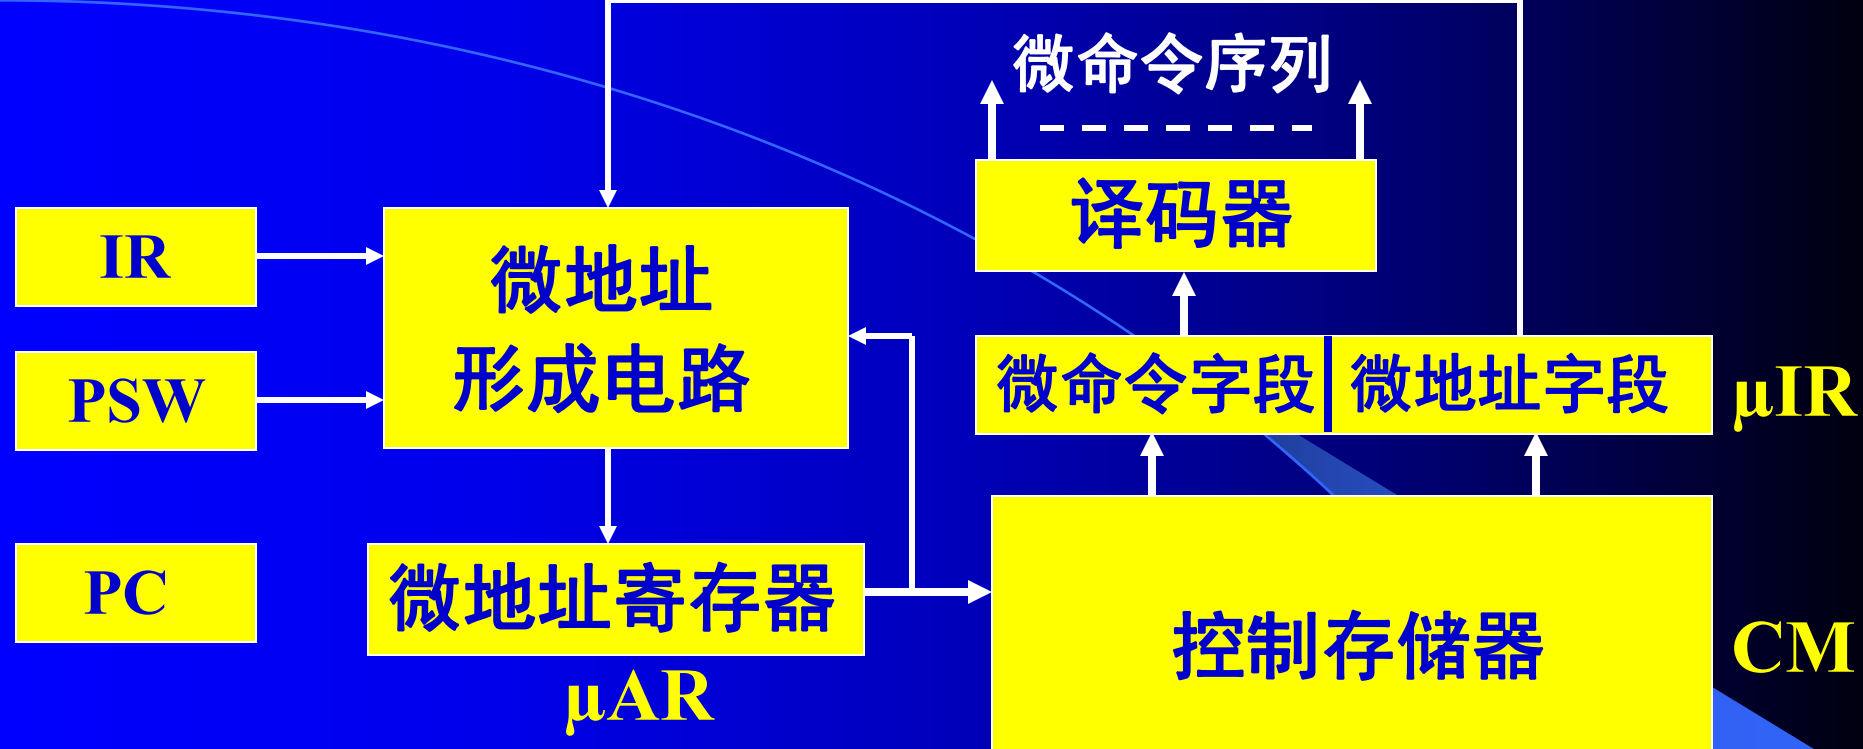 微命令序列
译码器
IR
微地址
形成电路
PSW
微命令字段
微地址字段
μIR
PC
微地址寄存器
μAR
控制存储器
CM